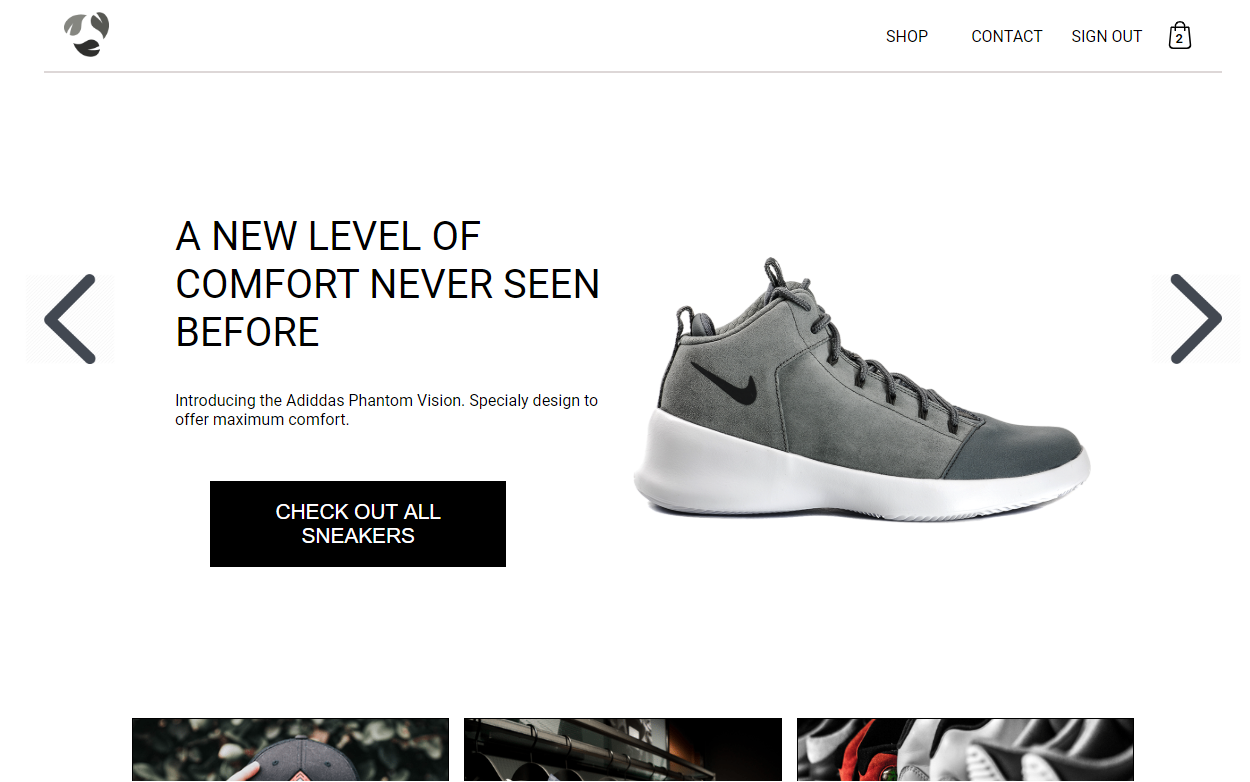 SHOP CONTACT SIGN OUT 2
A NEW LEVEL OF
COMFORT NEVER SEEN
BEFORE
Introducing the Adiddas Phantom Vision. Specialy design to
offer maximum comfort.
CHECK OUT ALL
SNEAKERS